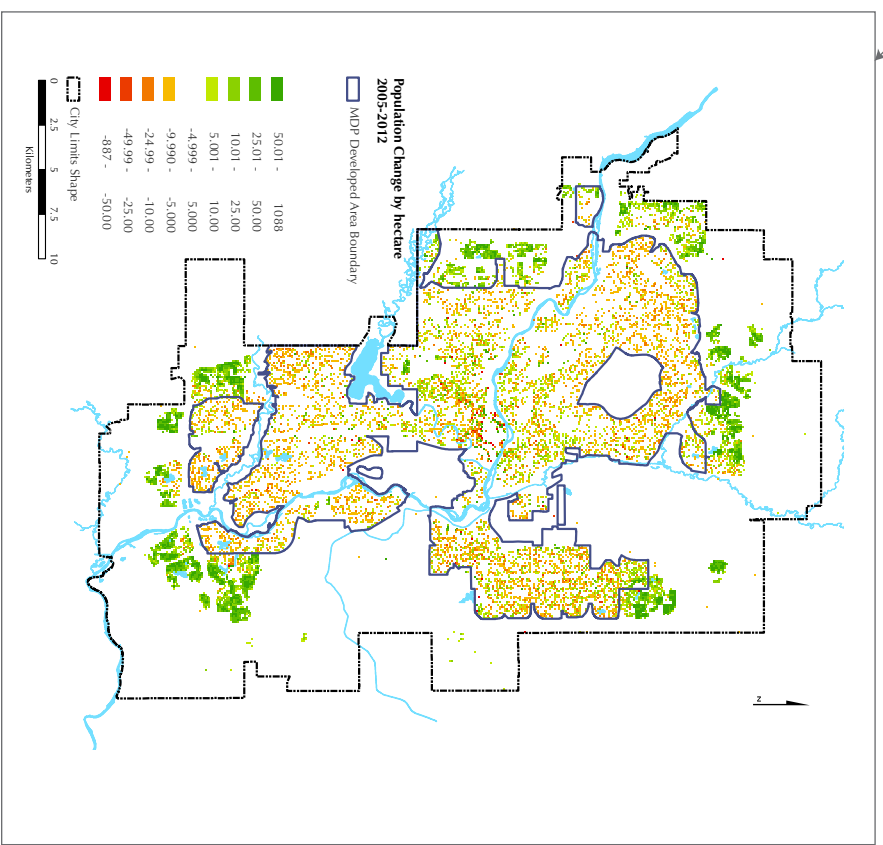 Population Change by hectare
2005-2012
MDP Developed Area Boundary
50.01 - 1088
25.01 - 50.00
10.01 - 25.00
5.001 - 10.00
-4.999 - 5.000
-9.990 - -5.000
-24.99 - -10.00
-49.99 - -25.00
-887 - -50.00
City Limits Shape
0 2.5 5 7.5 10
Kilometers
N